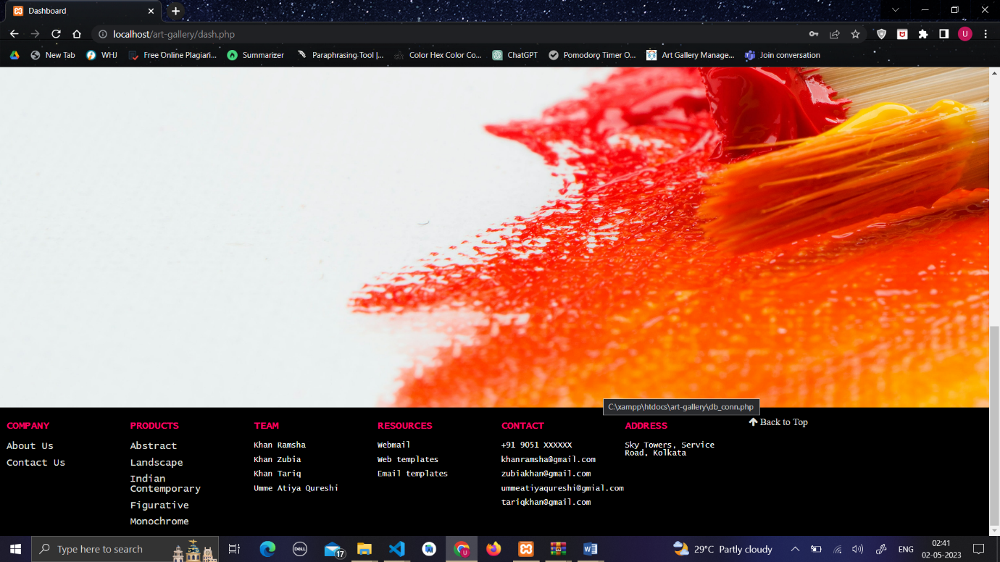 Dashboard
localhost/art-gallery/dash.php
New Tab
WHJ
Free Online Plagiari...
Summarizer
Paraphrasing Tool |...
Color Hex Color Co...
ChatGPT
Pomodoro Timer O...
Art Gallery Manage...
Join conversation
U
C:\xampp\htdocs\art-gallery\db_conn.php
COMPANY
About Us
Contact Us
PRODUCTS
Abstract
Landscape
Indian
Contemporary
Figurative
Monochrome
TEAM
Khan Ramsha
Khan Zubia
Khan Tariq
Umme Atiya Qureshi
RESOURCES
Webmail
Web templates
Email templates
CONTACT
+91 9051 XXXXXX
khanramsha@gmail.com
zubiakhan@gmail.com
ummeatiyaqureshi@gmial.com
tariqkhan@gmail.com
ADDRESS
Sky Towers, Service
Road, Kolkata
Back to Top
Type here to search
DELL
17
U
29°C Partly cloudy
ENG
02:41
02-05-2023